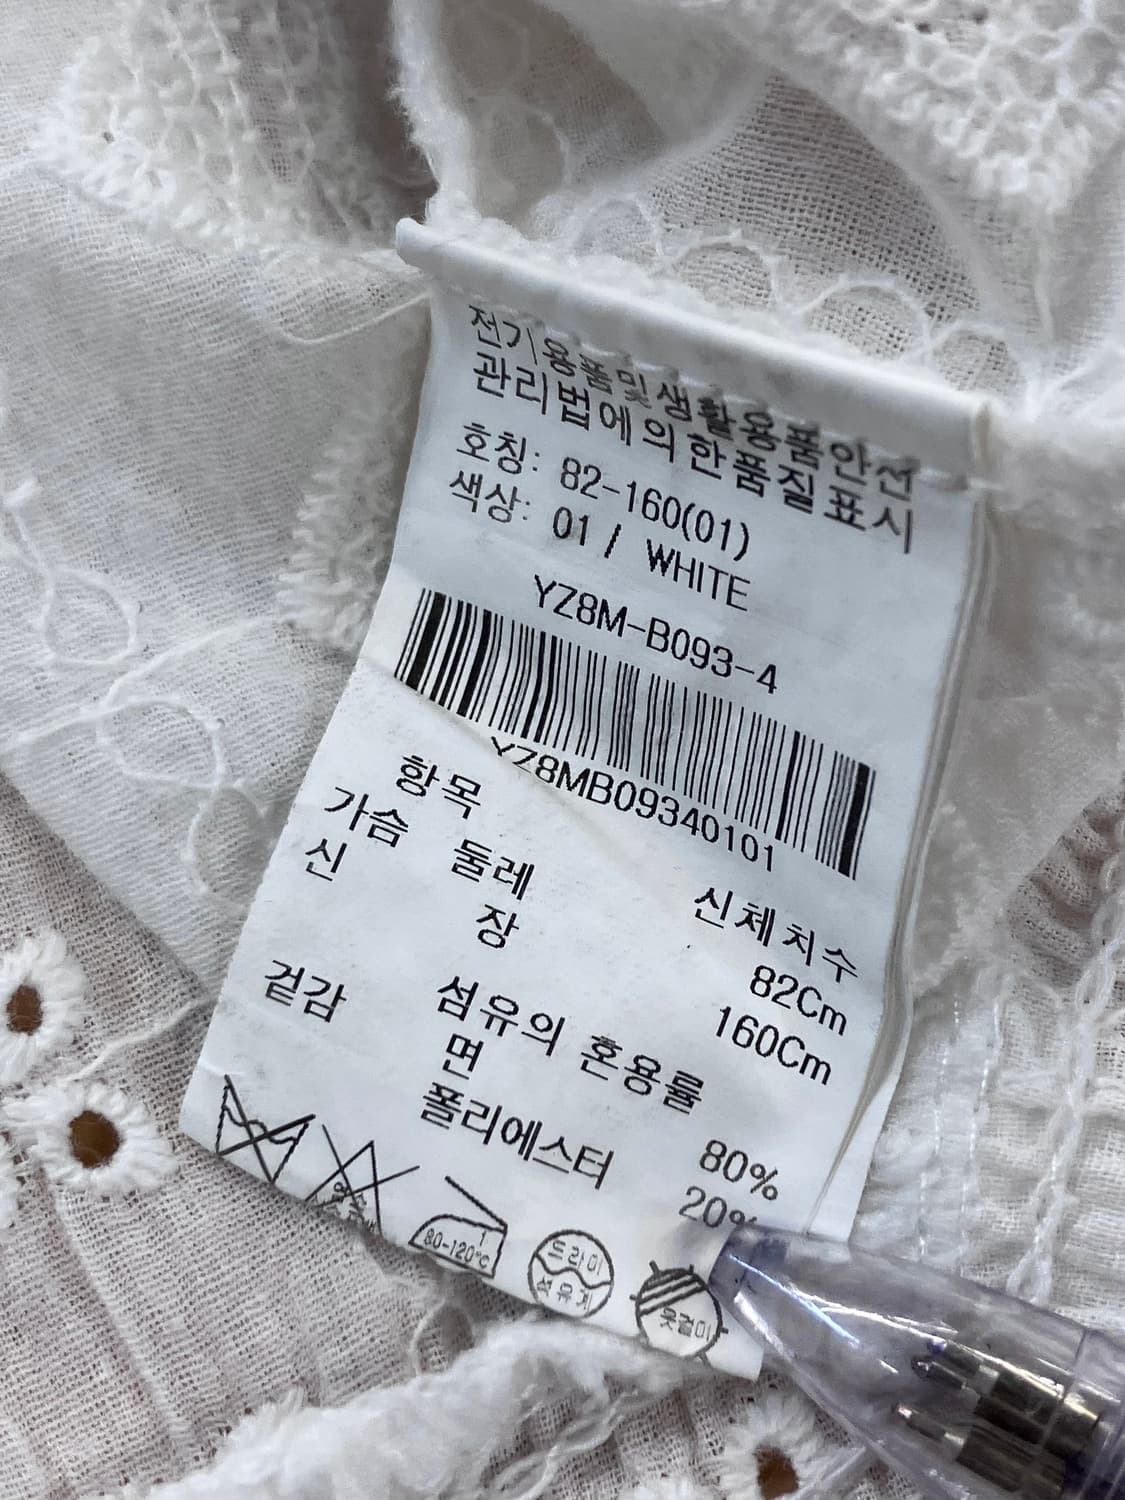 전기용품및생활용품안전
관리법에의한품질표시
호칭: 82-160(01)
색상: 01 / WHITE
YZ8M-B093-4
YZ8MB09340101
항목 신체치수
가슴 둘레 82Cm
신 장 160Cm
섬유의 혼용률
겉감 면 80%
폴리에스터 20%
80-120℃
드라이
석유계
옷걸이